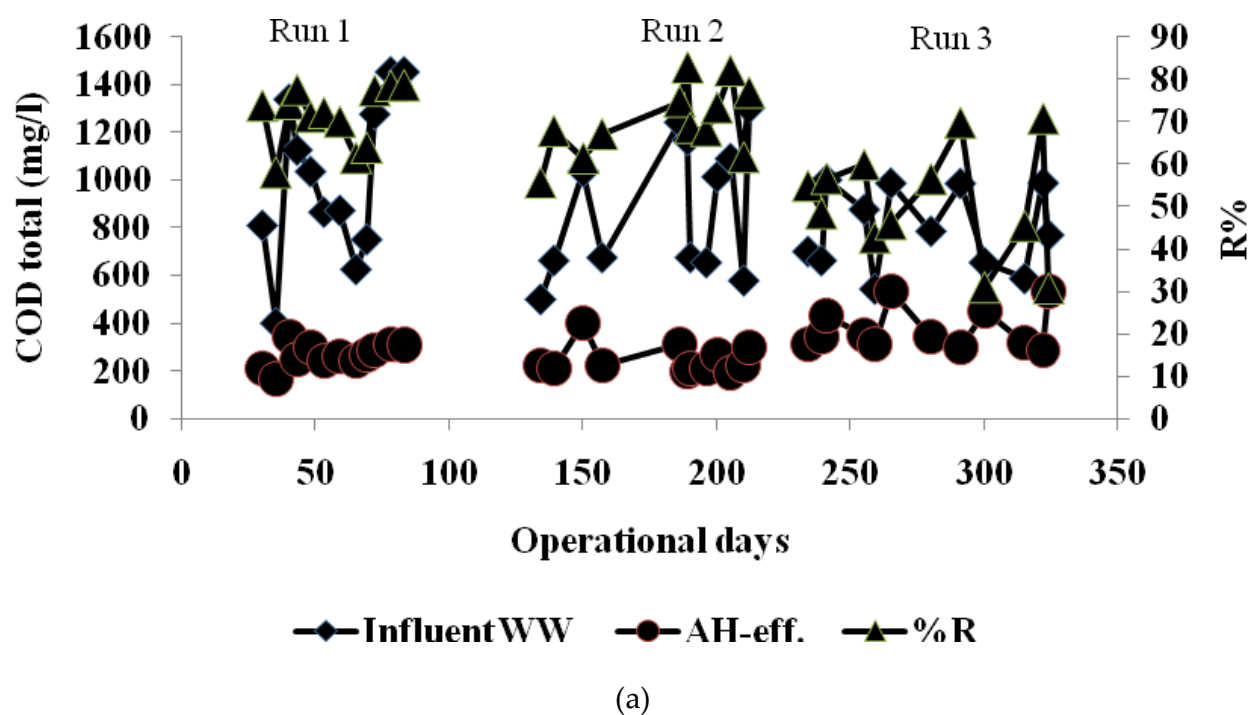 Run 1 Run 2 Run 3
1600 90
1400 80
1200 70
1000 60
800 50
600 40
400 30
200 20
0 10
0
COD total (mg/l)
R%
0 50 100 150 200 250 300 350
Operational days
Influent WW AH-eff. %R
(a)